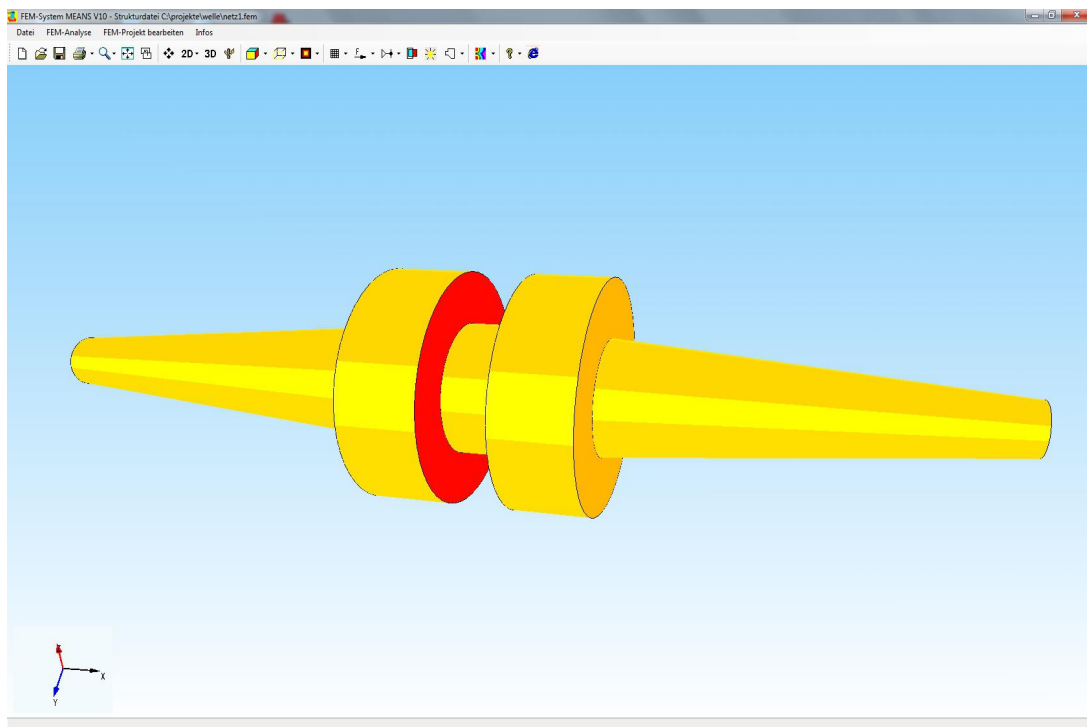 FEM-System MEANS V10 - Strukturdatei C:\projekte\welle\netz1.fem
Datei FEM-Analyse FEM-Projekt bearbeiten Infos
2D 3D
X
Y